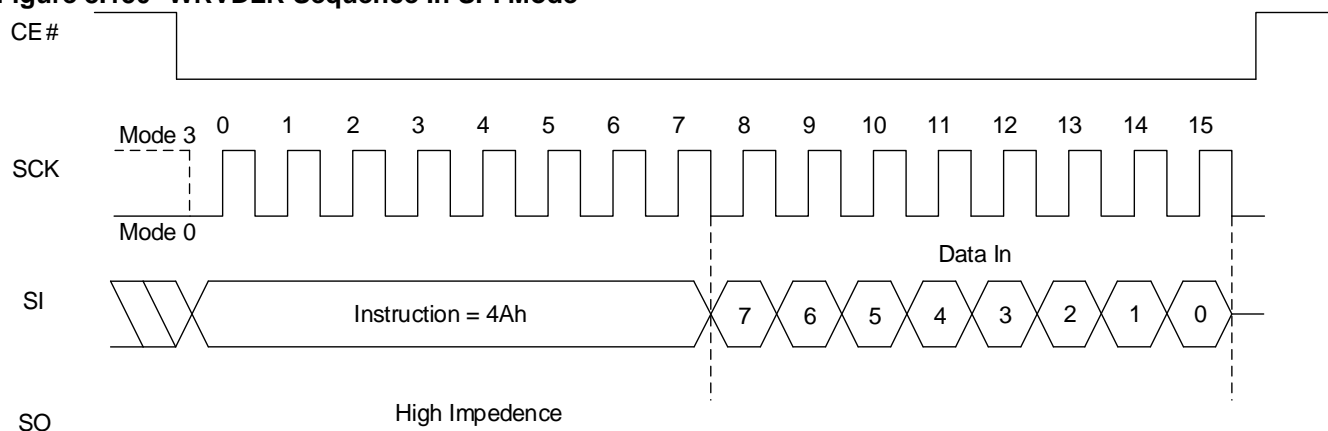 CE#
Mode 3 0 1 2 3 4 5 6 7 8 9 10 11 12 13 14 15
SCK
Mode 0
Data In
SI
Instruction = 4Ah
7 6 5 4 3 2 1 0
High Impedence
SO